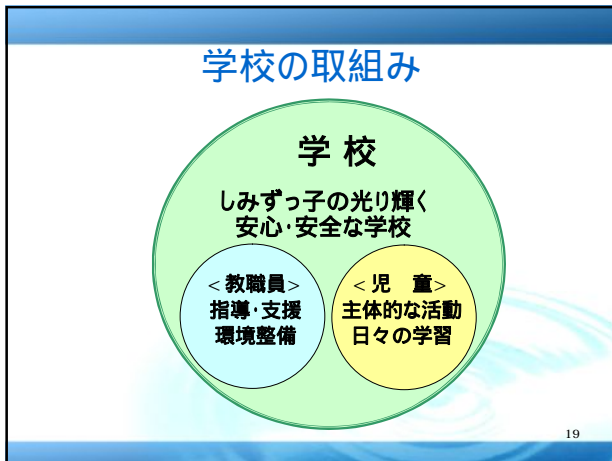 学校の取組み
学 校
しみずっ子の光り輝く
安心・安全な学校
<教職員>
指導・支援
環境整備
<児　童>
主体的な活動
日々の学習
19